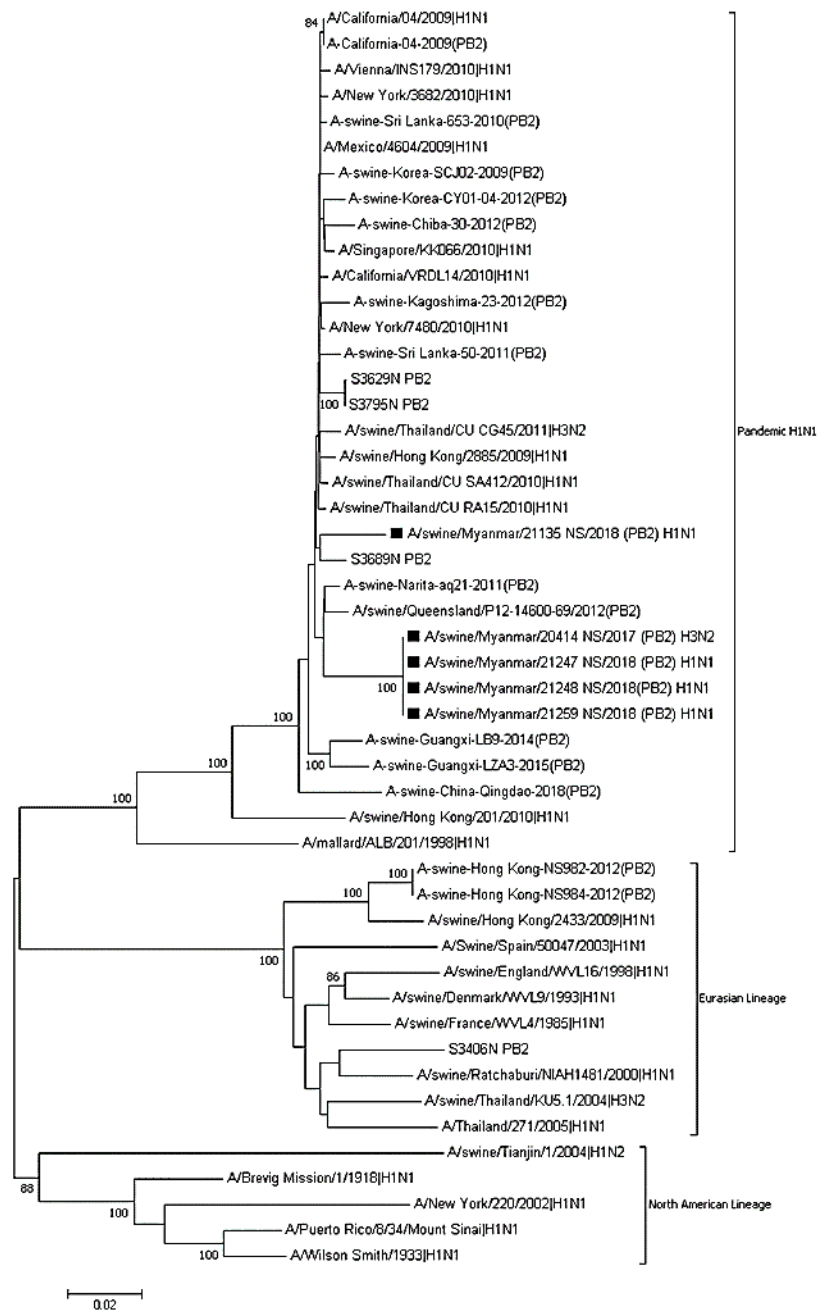 84
A/California/04/2009|H1N1
A-California-04-2009(PB2)
A/Vienna/INS179/2010|H1N1
A/New York/3682/2010|H1N1
A-swine-Sri Lanka-653-2010(PB2)
A/Mexico/4604/2009|H1N1
A-swine-Korea-SCJ02-2009(PB2)
A-swine-Korea-CY01-04-2012(PB2)
A-swine-Chiba-30-2012(PB2)
A/Singapore/KK066/2010|H1N1
A/California/VRDL14/2010|H1N1
A-swine-Kagoshima-23-2012(PB2)
A/New York/7480/2010|H1N1
A-swine-Sri Lanka-50-2011(PB2)
S3629N PB2
100
S3795N PB2
A/swine/Thailand/CU CG45/2011|H3N2
Pandemic H1N1
A/swine/Hong Kong/2885/2009|H1N1
A/swine/Thailand/CU SA412/2010|H1N1
A/swine/Thailand/CU RA15/2010|H1N1
A/swine/Myanmar/21135 NS/2018 (PB2) H1N1
S3689N PB2
A-swine-Narita-aq21-2011(PB2)
A/swine/Queensland/P12-14600-69/2012(PB2)
A/swine/Myanmar/20414 NS/2017 (PB2) H3N2
A/swine/Myanmar/21247 NS/2018 (PB2) H1N1
100
A/swine/Myanmar/21248 NS/2018(PB2) H1N1
A/swine/Myanmar/21259 NS/2018 (PB2) H1N1
100
A-swine-Guangxi-LB9-2014(PB2)
100
100
A-swine-Guangxi-LZA3-2015(PB2)
A-swine-China-Qingdao-2018(PB2)
100
A/swine/Hong Kong/201/2010|H1N1
A/mallard/ALB/201/1998|H1N1
100
A-swine-Hong Kong-NS982-2012(PB2)
100
A-swine-Hong Kong-NS984-2012(PB2)
A/swine/Hong Kong/2433/2009|H1N1
A/Swine/Spain/50047/2003|H1N1
100
86
A/swine/England/WVL16/1998|H1N1
A/swine/Denmark/WVL9/1993|H1N1
Eurasian Lineage
A/swine/France/WVL4/1985|H1N1
S3406N PB2
A/swine/Ratchaburi/NIAH1481/2000|H1N1
A/swine/Thailand/KU5.1/2004|H3N2
A/Thailand/271/2005|H1N1
A/swine/Tianjin/1/2004|H1N2
88
A/Brevig Mission/1/1918|H1N1
100
A/New York/220/2002|H1N1
North American Lineage
A/Puerto Rico/8/34/Mount Sinai|H1N1
100
A/Wilson Smith/1933|H1N1
0.02